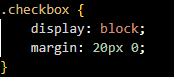 .checkbox {
    display: block;
    margin: 20px 0;
}